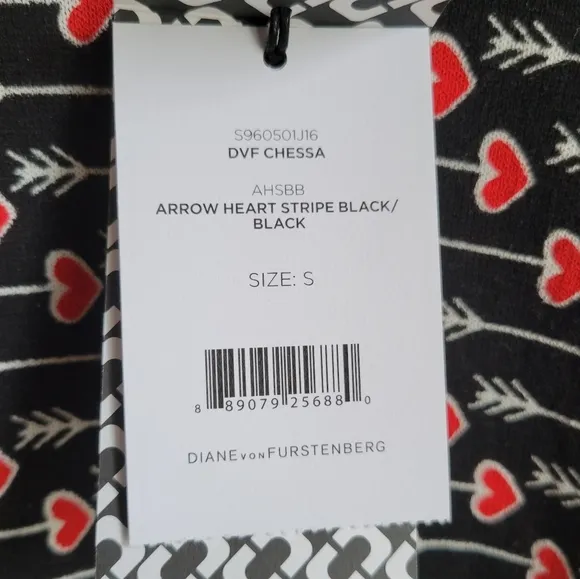 S960501J16
DVF CHESSA
AHSBB
ARROW HEART STRIPE BLACK/
BLACK
SIZE: S
8 89079 25688 0
DIANE VON FURSTENBERG